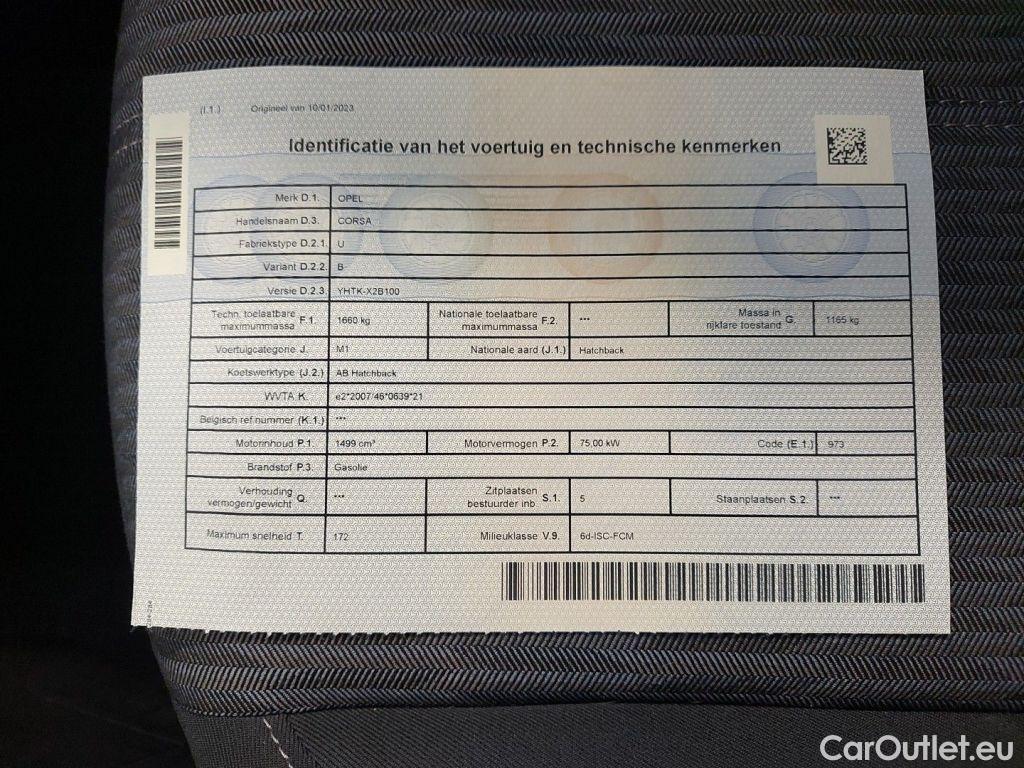 (I.1.) Origineel van 10/01/2023
Identificatie van het voertuig en technische kenmerken
Merk D.1. OPEL
Handelsnaam D.3. CORSA
Fabriekstype D.2.1. U
Variant D.2.2. B
Versie D.2.3. YHTK-X2B100
Techn. toelaatbare maximummassa F.1. 1660 kg Nationale toelaatbare maximummassa F.2. --- Massa in rijklare toestand G. 1165 kg
Voertuigcategorie J. M1 Nationale aard (J.1.) Hatchback
Koetswerktype (J.2.) AB Hatchback
WVTA K. e2*2007/46*0639*21
Belgisch ref.nummer (K.1.) ---
Motorinhoud P.1. 1499 cm³ Motorvermogen P.2. 75,00 kW Code (E.1.) 973
Brandstof P.3. Gasolie
Verhouding vermogen/gewicht Q. --- Zitplaatsen bestuurder inb. S.1. 5 Staanplaatsen S.2. ---
Maximum snelheid T. 172 Milieuklasse V.9. 6d-ISC-FCM
CarOutlet.eu